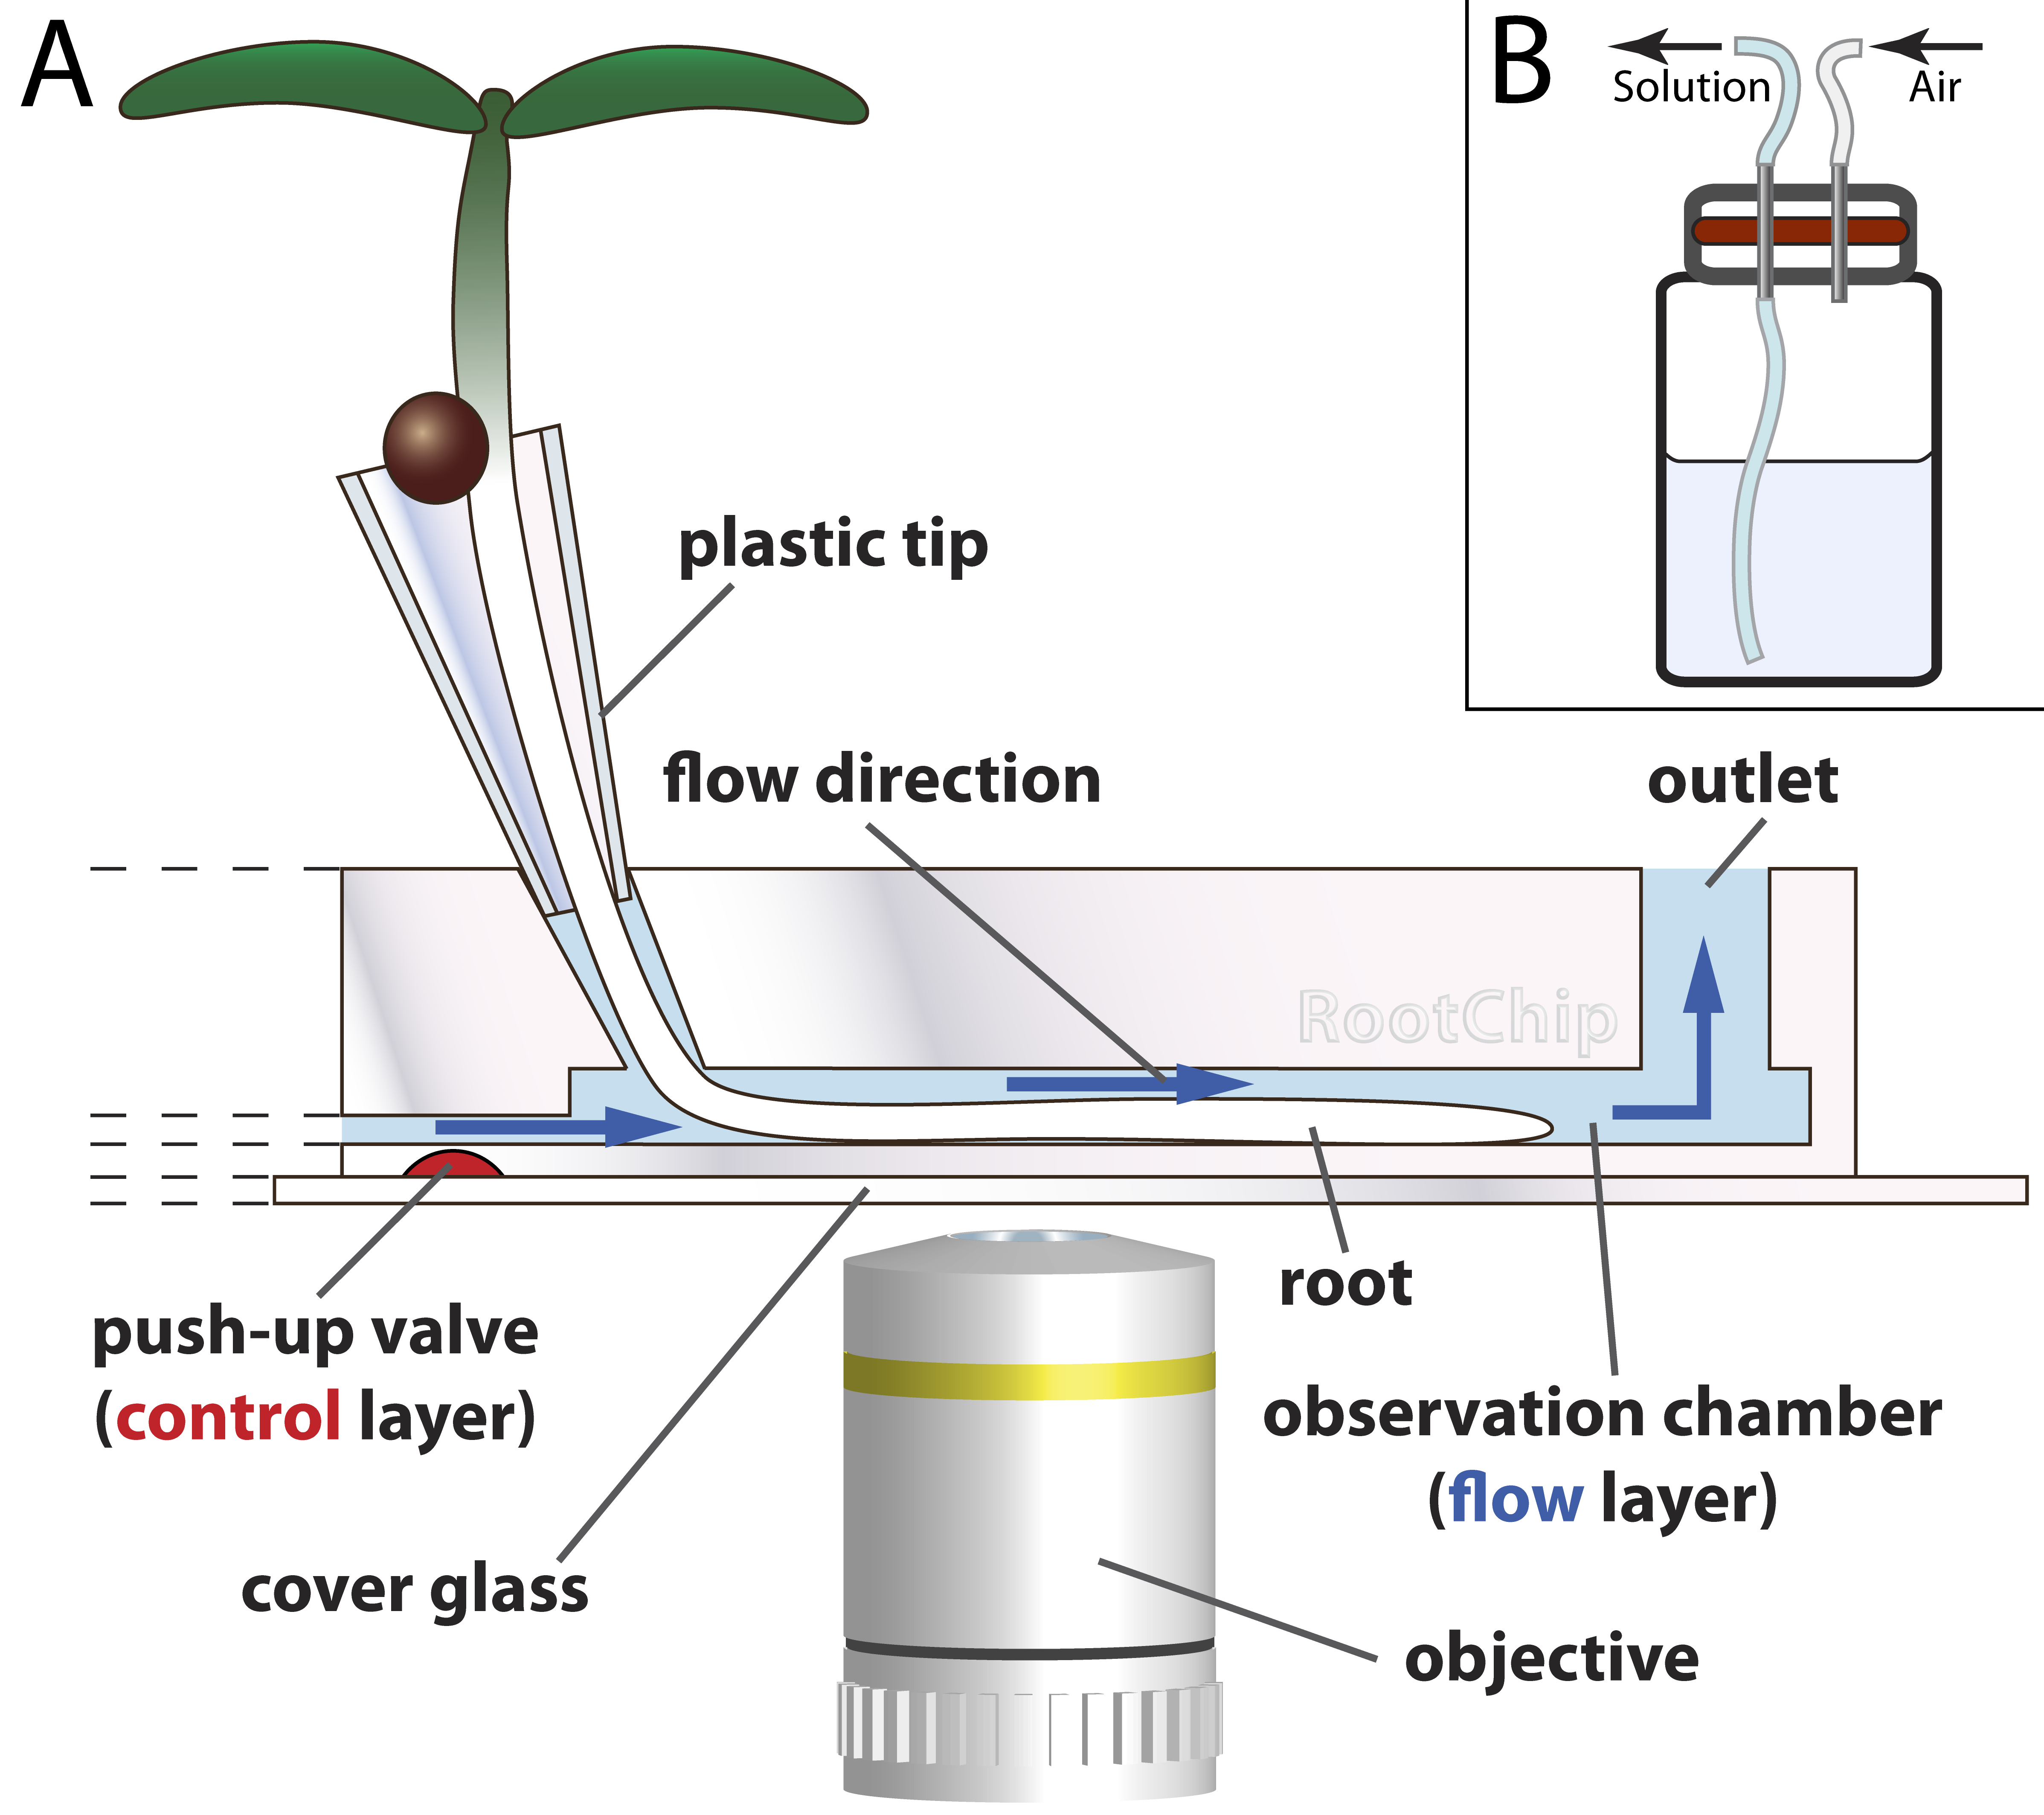 A
B
Solution
Air
plastic tip
flow direction
outlet
RootChip
root
push-up valve
(control layer)
observation chamber
(flow layer)
cover glass
objective